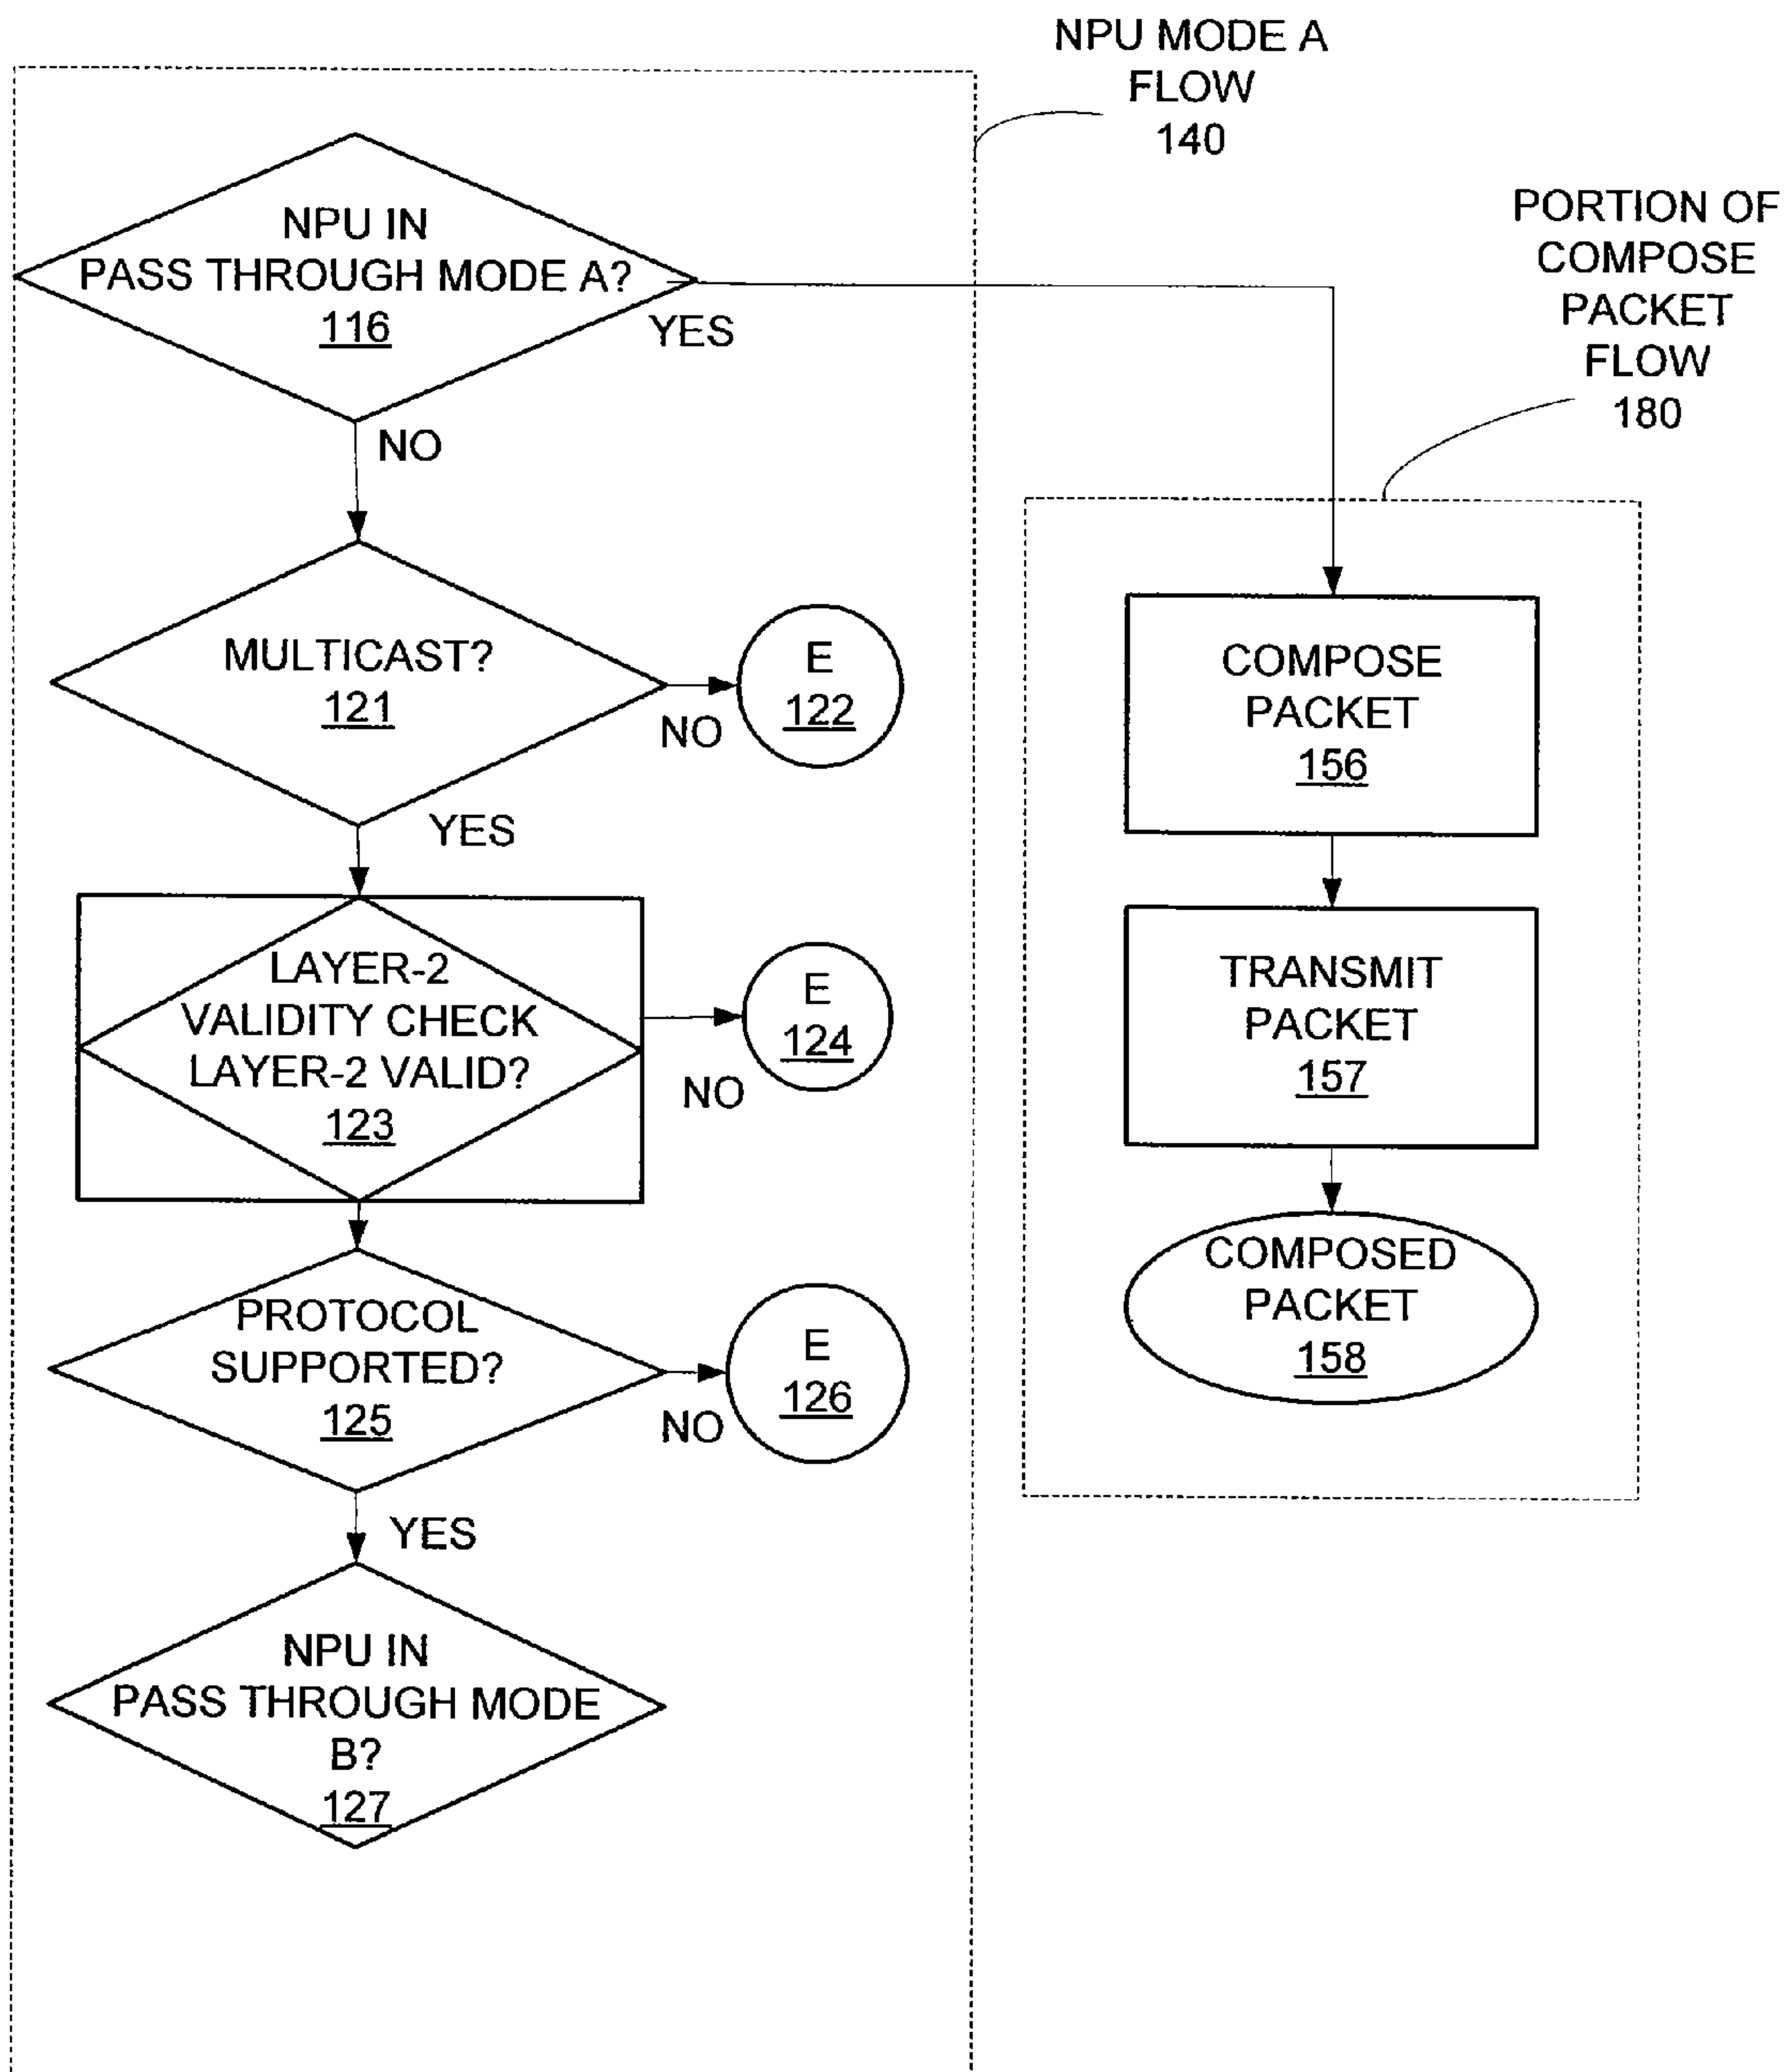 NPU MODE A
FLOW
140
PORTION OF
COMPOSE
PACKET
FLOW
180
NPU IN
PASS THROUGH MODE A?
116
YES
NO
MULTICAST?
121
NO
E
122
YES
LAYER-2
VALIDITY CHECK
LAYER-2 VALID?
123
NO
E
124
PROTOCOL
SUPPORTED?
125
NO
E
126
YES
NPU IN
PASS THROUGH MODE
B?
127
COMPOSE
PACKET
156
TRANSMIT
PACKET
157
COMPOSED
PACKET
158